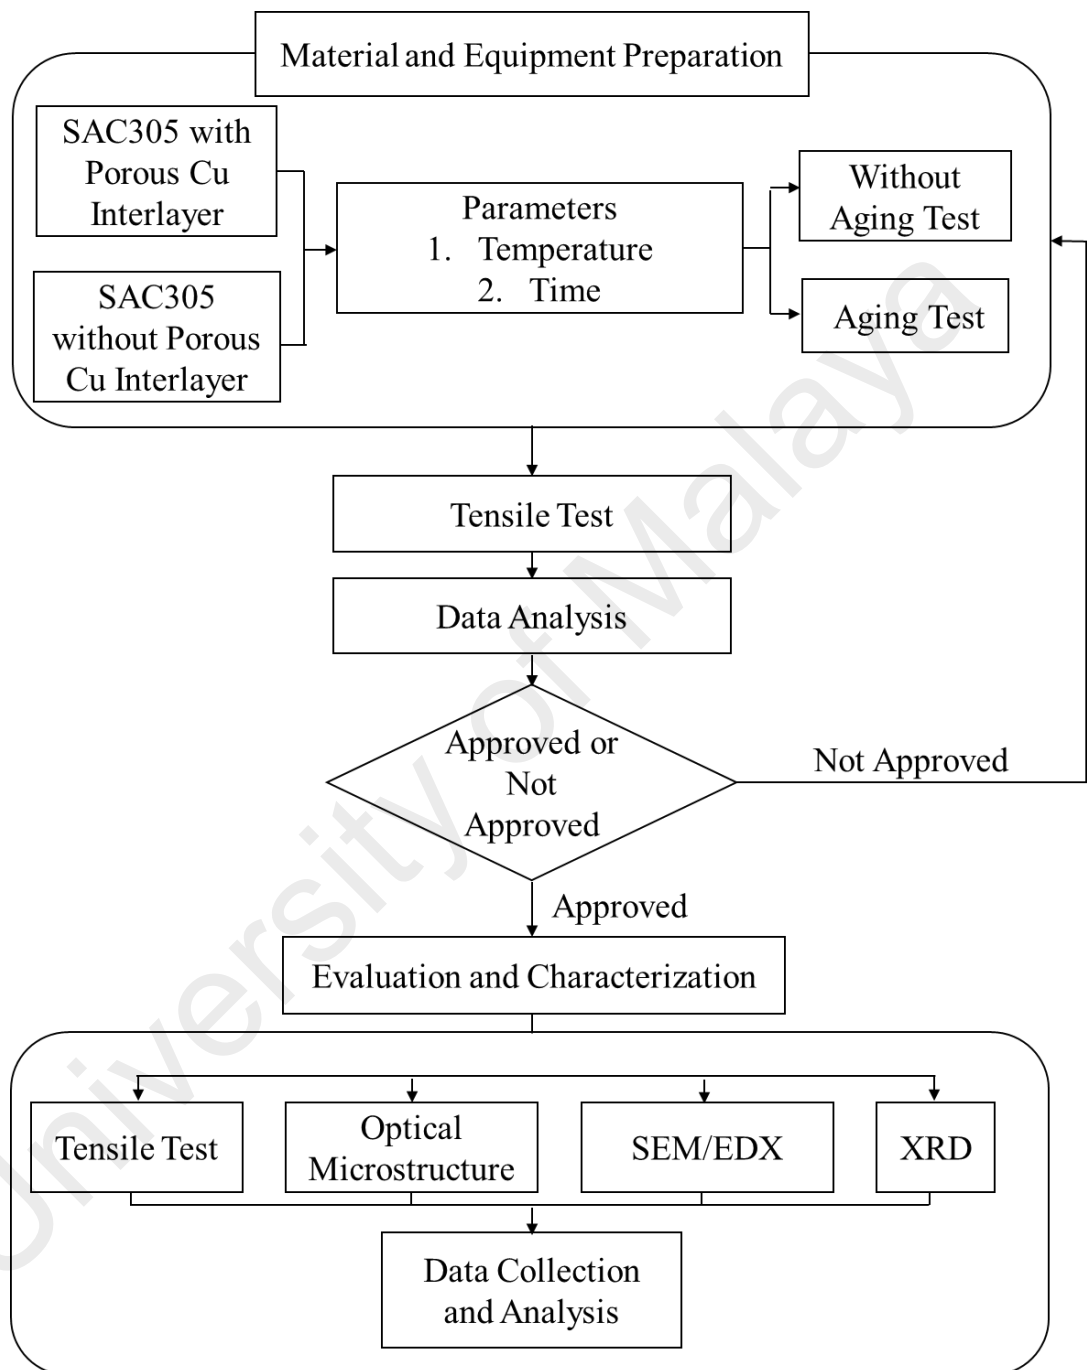 Material and Equipment Preparation
SAC305 with
Porous Cu
Interlayer
SAC305
without Porous
Cu Interlayer
Parameters
1. Temperature
2. Time
Without
Aging Test
Aging Test
Tensile Test
Data Analysis
Approved or
Not
Approved
Not Approved
Approved
Evaluation and Characterization
Tensile Test
Optical
Microstructure
SEM/EDX
XRD
Data Collection
and Analysis
University of Malaya